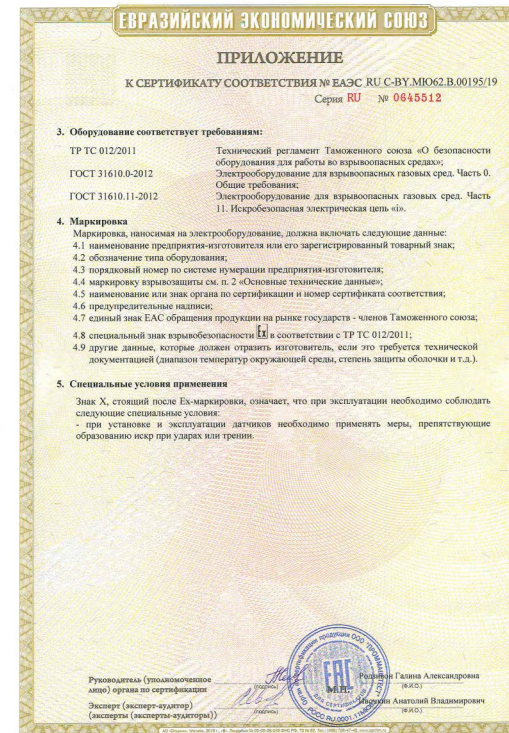 ЕВРАЗИЙСКИЙ ЭКОНОМИЧЕСКИЙ СОЮЗ
ПРИЛОЖЕНИЕ
К СЕРТИФИКАТУ СООТВЕТСТВИЯ № ЕАЭС RU C-BY.МЮ62.В.00195/19
Серия RU № 0645512
3. Оборудование соответствует требованиям:
ТР ТС 012/2011 Технический регламент Таможенного союза «О безопасности
оборудования для работы во взрывоопасных средах»;
ГОСТ 31610.0-2012 Электрооборудование для взрывоопасных газовых сред. Часть 0.
Общие требования;
ГОСТ 31610.11-2012 Электрооборудование для взрывоопасных газовых сред. Часть
11. Искробезопасная электрическая цепь «i».
4. Маркировка
Маркировка, наносимая на электрооборудование, должна включать следующие данные:
4.1 наименование предприятия-изготовителя или его зарегистрированный товарный знак;
4.2 обозначение типа оборудования;
4.3 порядковый номер по системе нумерации предприятия-изготовителя;
4.4 маркировку взрывозащиты см. п. 2 «Основные технические данные»;
4.5 наименование или знак органа по сертификации и номер сертификата соответствия;
4.6 предупредительные надписи;
4.7 единый знак ЕАС обращения продукции на рынке государств - членов Таможенного союза;
4.8 специальный знак взрывобезопасности Ex в соответствии с ТР ТС 012/2011;
4.9 другие данные, которые должен отразить изготовитель, если это требуется технической
документацией (диапазон температур окружающей среды, степень защиты оболочки и т.д.).
5. Специальные условия применения
Знак X, стоящий после Ex-маркировки, означает, что при эксплуатации необходимо соблюдать
следующие специальные условия:
- при установке и эксплуатации датчиков необходимо применять меры, препятствующие
образованию искр при ударах или трении.
Руководитель (уполномоченное
лицо) органа по сертификации
(подпись)
М.П.
Галина Александровна
(Ф.И.О.)
Эксперт (эксперт-аудитор)
(эксперты (эксперты-аудиторы))
(подпись)
Анатолий Владимирович
(Ф.И.О.)
ЕАС